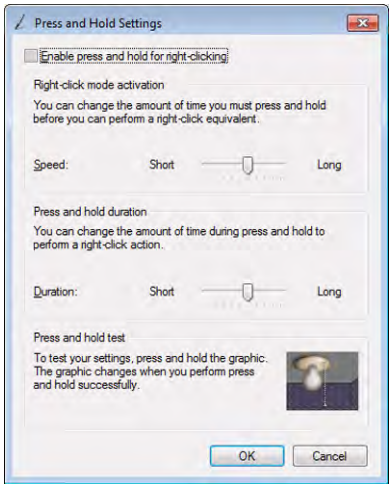 Press and Hold Settings
Enable press and hold for right-clicking
Right-click mode activation
You can change the amount of time you must press and hold
before you can perform a right-click equivalent.
Speed: Short Long
Press and hold duration
You can change the amount of time during press and hold to
perform a right-click action.
Duration: Short Long
Press and hold test
To test your settings, press and hold the graphic.
The graphic changes when you perform press
and hold successfully.
OK Cancel